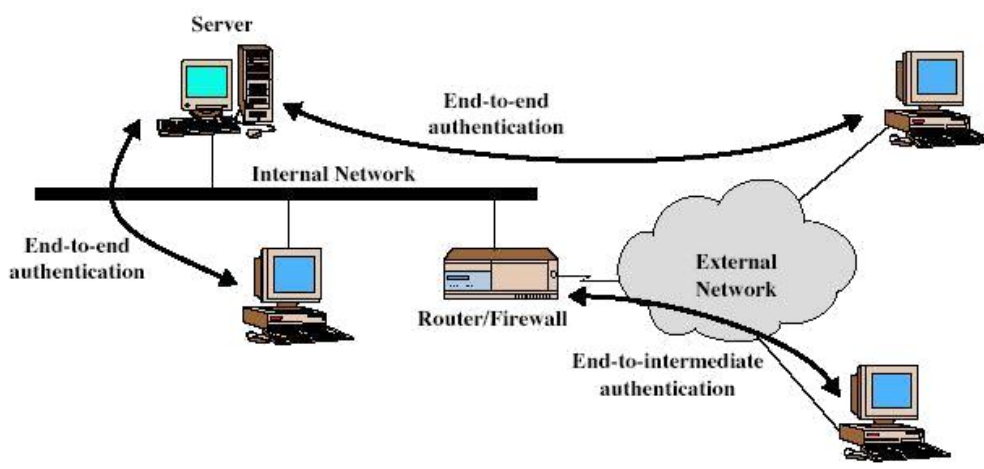 Server
End-to-end
authentication
Internal Network
End-to-end
authentication
External
Network
Router/Firewall
End-to-intermediate
authentication